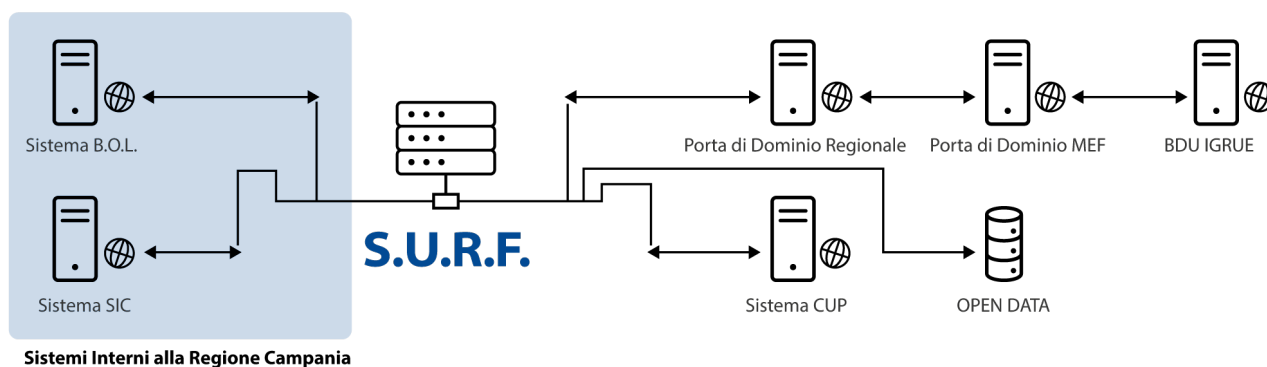 Sistema B.O.L.
Porta di Dominio Regionale
Porta di Dominio MEF
BDU IGRUE
S.U.R.F.
Sistema SIC
Sistema CUP
OPEN DATA
Sistemi Interni alla Regione Campania